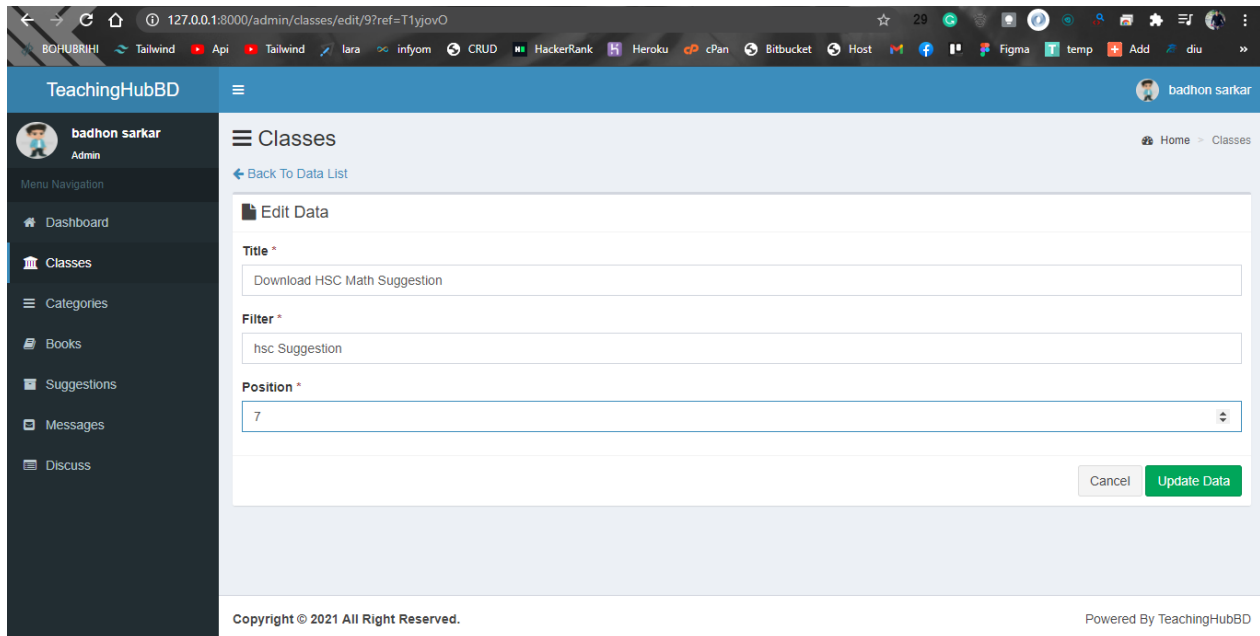 127.0.0.1:8000/admin/classes/edit/9?ref=T1yjovO
29
BOHUBRIHI Tailwind Api Tailwind lara infyom CRUD HackerRank Heroku cPan Bitbucket Host Figma temp Add diu »
TeachingHubBD
badhon sarkar
badhon sarkar
Admin
Menu Navigation
Dashboard
Classes
Categories
Books
Suggestions
Messages
Discuss
Classes
Home > Classes
Back To Data List
Edit Data
Title *
Download HSC Math Suggestion
Filter *
hsc Suggestion
Position *
7
Cancel Update Data
Copyright © 2021 All Right Reserved.
Powered By TeachingHubBD